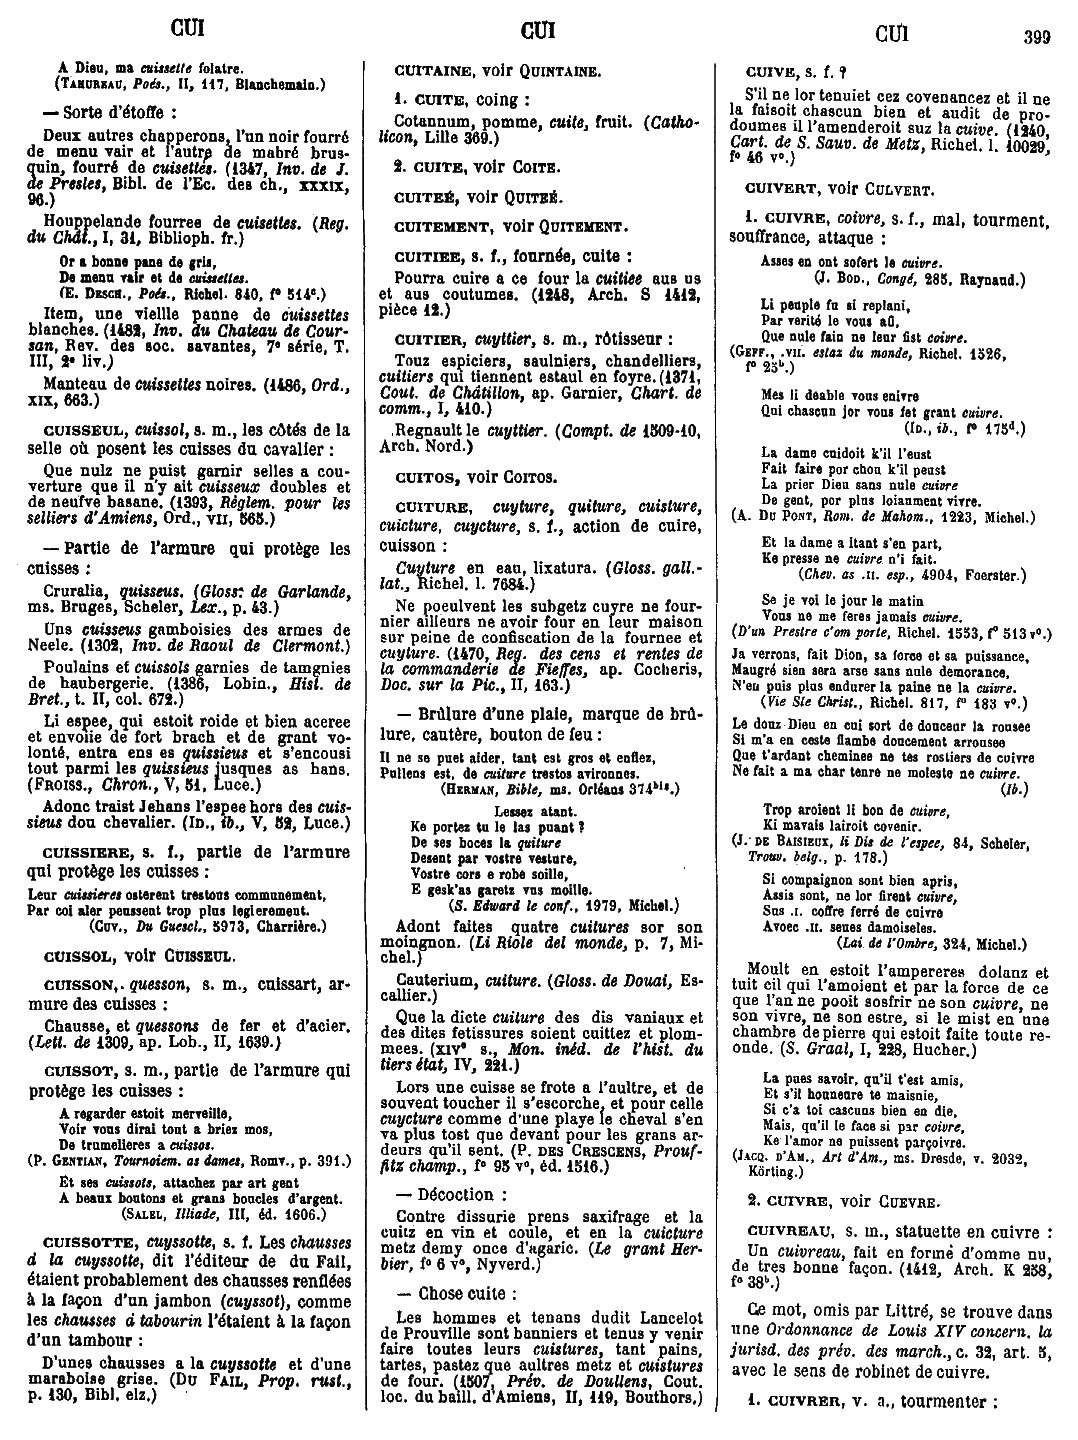 CUI
CUI
CUI
399
A Dieu, ma cuissette folatre.
(TAHUREAU, Poés., II, 117, Blanchemain.)
— Sorte d'étoffe :
Deux autres chapperons, l'un noir fourré
de menu vair et l'autre de mabré brus-
quin, fourré de cuisettes. (1347, Inv. de J.
de Presles, Bibl. de l'Ec. des ch., XXXIX,
96.)
Houppelande fourree de cuisettes. (Reg.
du Chât., I, 31, Biblioph. fr.)
Or a bonne pane de gris,
De menu vair et de cuissettes.
(E. DESCH., Poés., Richel. 840, f° 514c.)
Item, une vieille panne de cuissettes
blanches. (1482, Inv. du Chateau de Cour-
san, Rev. des soc. savantes, 7e série, T.
III, 2e liv.)
Manteau de cuissettes noires. (1486, Ord.,
XIX, 663.)
CUISSEUL, cuissol, s. m., les côtés de la
selle où posent les cuisses du cavalier :
Que nulz ne puist garnir selles a cou-
verture que il n'y ait cuisseux doubles et
de neufve basane. (1393, Réglem. pour les
selliers d'Amiens, Ord., VII, 565.)
— Partie de l'armure qui protège les
cuisses :
Cruralia, quisseus. (Gloss. de Garlande,
ms. Bruges, Scheler, Lex., p. 43.)
Uns cuisseus gamboisies des armes de
Neele. (1302, Inv. de Raoul de Clermont.)
Poulains et cuissols garnies de tamgnies
de haubergerie. (1386, Lobin., Hist. de
Bret., t. II, col. 672.)
Li espee, qui estoit roide et bien aceree
et envoiie de fort brach et de grant vo-
lonté, entra ens es quissieus et s'encousi
tout parmi les quissieus jusques as hans.
(FROISS., Chron., V, 51, Luce.)
Adonc traist Jehans l'espee hors des cuis-
sieus dou chevalier. (ID., ib., V, 52, Luce.)
CUISSIERE, s. f., partie de l'armure
qui protège les cuisses :
Leur cuissieres osterent trestous communement,
Par coi aler peussent trop plus legierement.
(CUV., Du Guescl., 5973, Charrière.)
CUISSOL, voir CUISSEUL.
CUISSON, quesson, s. m., cuissart, ar-
mure des cuisses :
Chausse, et quessons de fer et d'acier.
(Lett. de 1309, ap. Lob., II, 1639.)
CUISSOT, s. m., partie de l'armure qui
protège les cuisses :
A regarder estoit merveille,
Voir vous dirai tout a briez mos,
De trumelieres a cuissos.
(P. GENTIAN, Tournoiem. as dames, Romv., p. 391.)
Et ses cuissots, attachez par art gent
A beaux boutons et grans boucles d'argent.
(SALEL, Illiade, III, éd. 1606.)
CUISSOTTE, cuyssotte, s. f. Les chausses
à la cuyssotte, dit l'éditeur de du Fail,
étaient probablement des chausses renflées
à la façon d'un jambon (cuyssot), comme
les chausses à tabourin l'étaient à la façon
d'un tambour :
D'unes chausses a la cuyssotte et d'une
maraboise grise. (DU FAIL, Prop. rust.,
p. 130, Bibl. elz.)
CUITAINE, voir QUINTAINE.
1. CUITE, coing :
Cotannum, pomme, cuite, fruit. (Catho-
licon, Lille 369.)
2. CUITE, voir COITE.
CUITEÉ, voir QUITEÉ.
CUITEMENT, voir QUITEMENT.
CUITIEE, s. f., fournée, cuite :
Pourra cuire a ce four la cuitiee aus us
et aus coutumes. (1248, Arch. S 1412,
pièce 12.)
CUITIER, cuyttier, s. m., rôtisseur :
Touz espiciers, saulniers, chandelliers,
cuitiers qui tiennent estaul en foyre. (1371,
Cout. de Châtillon, ap. Garnier, Chart. de
comm., I, 410.)
Regnault le cuyttier. (Compt. de 1509-10,
Arch. Nord.)
CUITOS, voir COITOS.
CUITURE, cuyture, quiture, cuisture,
cuicture, cuycture, s. f., action de cuire,
cuisson :
Cuyture en eau, lixatura. (Gloss. gall.-
lat., Richel. l. 7684.)
Ne poeulvent les subgetz cuyre ne four-
nier ailleurs ne avoir four en leur maison
sur peine de confiscation de la fournee et
cuyture. (1470, Reg. des cens et rentes de
la commanderie de Fieffes, ap. Cocheris,
Doc. sur la Pic., II, 163.)
— Brûlure d'une plaie, marque de brû-
lure, cautère, bouton de feu :
Il ne se puet aider, tant est gros et enflez,
Pullens est, de cuiture trestos avironnes.
(HERMAN, Bible, ms. Orléans 374bis.)
Lessez atant.
Ke portez tu le las puant ?
De ses boces la quiture
Desent par vostre vesture,
Vostre cors e robe soille,
E gesk'as garetz vus moille.
(S. Edward le conf., 1979, Michel.)
Adont faites quatre cuitures sor son
moingnon. (Li Riole del monde, p. 7, Mi-
chel.)
Cauterium, cuiture. (Gloss. de Douai, Es-
callier.)
Que la dicte cuiture des dis vaniaux et
des dites fetissures soient cuittez et plom-
mees. (XIVe s., Mon. inéd. de l'hist. du
tiers état, IV, 221.)
Lors une cuisse se frote a l'aultre, et de
souvent toucher il s'escorche, et pour celle
cuycture comme d'une playe le cheval s'en
va plus tost que devant pour les grans ar-
deurs qu'il sent. (P. DES CRESCENS, Prouf-
fitz champ., f° 95 v°, éd. 1516.)
— Décoction :
Contre dissurie prens saxifrage et la
cuitz en vin et coule, et en la cuicture
metz demy once d'agaric. (Le grant Her-
bier, f° 6 v°, Nyverd.)
— Chose cuite :
Les hommes et tenans dudit Lancelot
de Prouville sont banniers et tenus y venir
faire toutes leurs cuistures, tant pains,
tartes, pastez que aultres metz et cuistures
de four. (1507, Prév. de Doullens, Cout.
loc. du baill. d'Amiens, II, 119, Bouthors.)
CUIVE, s. f. ?
S'il ne lor tenuiet cez covenancez et il ne
la faisoit chascun bien et audit de pro-
doumes il l'amenderoit suz la cuive. (1240,
Cart. de S. Sauv. de Metz, Richel. l. 10029,
f° 46 v°.)
CUIVERT, voir CULVERT.
1. CUIVRE, coivre, s. f., mal, tourment,
souffrance, attaque :
Asses en ont sofert le cuivre.
(J. BOD., Congé, 285, Raynaud.)
Li peuple fu si replani,
Par verité le vous afi,
Que nule fain ne leur fist coivre.
(GEFF., .VII. estaz du monde, Richel. 1526,
f° 25b.)
Mes li deable vous enivre
Qui chascun jor vous fet grant cuivre.
(ID., ib., f° 175d.)
La dame cuidoit k'il l'eust
Fait faire por chou k'il peust
La prier Dieu sans nule cuivre
De gent, por plus loiaument vivre.
(A. DU PONT, Rom. de Mahom., 1223, Michel.)
Et la dame a itant s'en part,
Ke presse ne cuivre n'i fait.
(Chev. as .II. esp., 4904, Foerster.)
Se je voi le jour le matin
Vous ne me feres jamais cuivre.
(D'un Prestre c'om porte, Richel. 1553, f° 513 v°.)
Ja verrons, fait Dion, sa force et sa puissance,
Maugré sien sera arse sans nule demorance,
N'eu puis plus endurer la paine ne la cuivre.
(Vie Ste Christ., Richel. 817, f° 183 v°.)
Le douz Dieu en cui sort de douceur la rousee
Si m'a en ceste flambe doucement arrousee
Que t'ardant cheminee ne tes rostiers de cuivre
Ne fait a ma char tenre ne moleste ne cuivre.
(Ib.)
Trop aroient li bon de cuivre,
Ki mavais lairoit covenir.
(J. DE BAISIEUX, li Dis de l'espee, 84, Scheler,
Trouv. belg., p. 178.)
Si compaignon sont bien apris,
Assis sont, ne lor firent cuivre,
Sus .I. coffre ferré de cuivre
Avoec .II. seues damoiseles.
(Lai de l'Ombre, 324, Michel.)
Moult en estoit l'ampereres dolanz et
tuit cil qui l'amoient et par la force de ce
que l'an ne pooit sosfrir ne son cuivre, ne
son vivre, ne son estre, si le mist en une
chambre de pierre qui estoit faite toute re-
onde. (S. Graal, I, 228, Hucher.)
La pues savoir, qu'il t'est amis,
Et s'il honneure te maisnie,
Si c'a toi cascuns bien en die,
Mais, qu'il le face si par coivre,
Ke l'amor ne puissent parçoivre.
(JACQ. D'AM., Art d'Am., ms. Dresde, v. 2032,
Körting.)
2. CUIVRE, voir CUEVRE.
CUIVREAU, s. m., statuette en cuivre :
Un cuivreau, fait en forme d'omme nu,
de tres bonne façon. (1412, Arch. K 258,
f° 38b.)
Ce mot, omis par Littré, se trouve dans
une Ordonnance de Louis XIV concern. la
jurisd. des prév. des march., c. 32, art. 5,
avec le sens de robinet de cuivre.
1. CUIVRER, v. a., tourmenter :